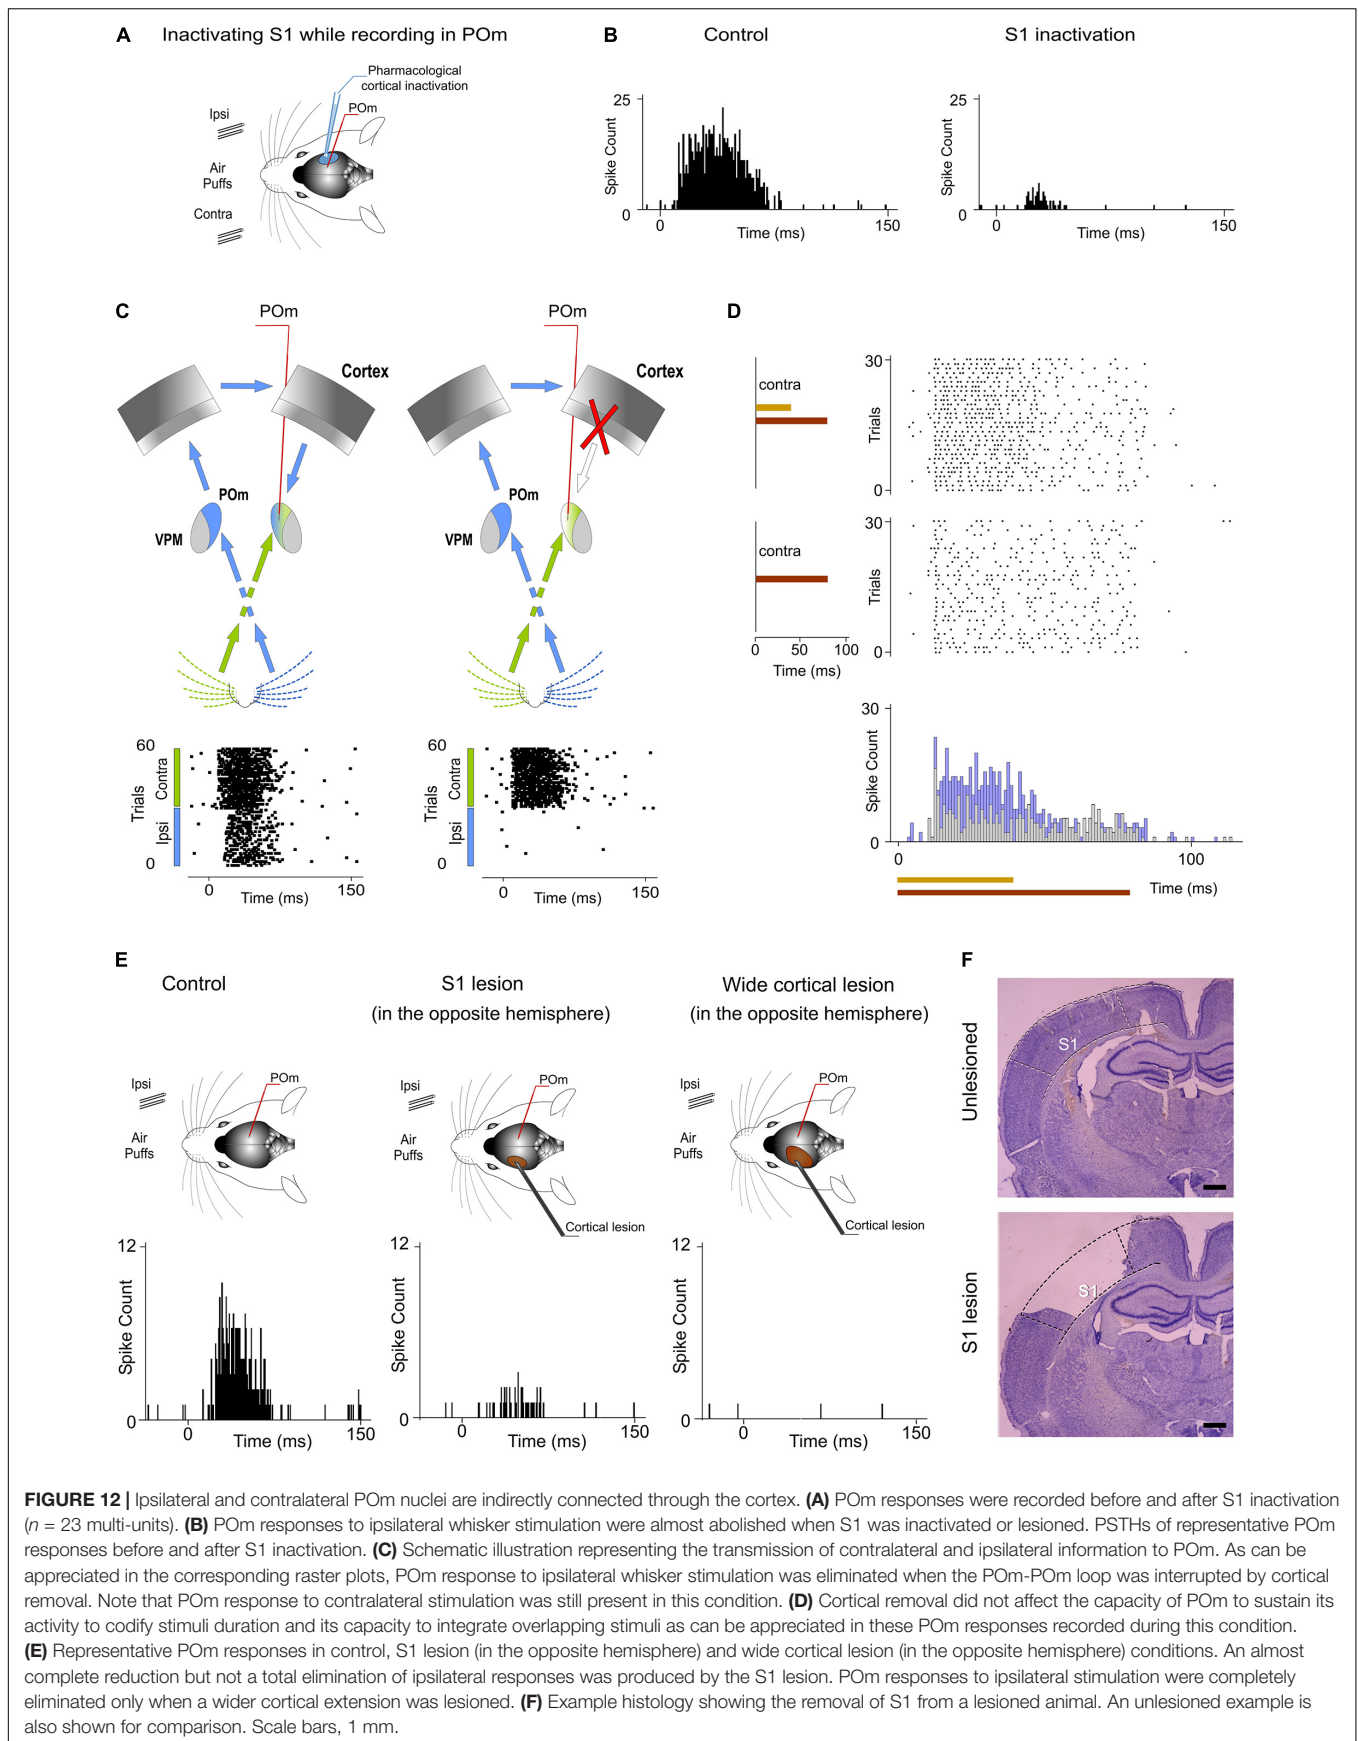 A Inactivating S1 while recording in POm
Pharmacological
cortical inactivation
POm
Ipsi
Air
Puffs
Contra
B Control S1 inactivation
25
Spike Count
0
0 150
Time (ms)
25
Spike Count
0
0 150
Time (ms)
C
POm
Cortex
POm
VPM
60
Contra
Trials
Ipsi
0
0 150
Time (ms)
POm
Cortex
POm
VPM
60
Contra
Trials
Ipsi
0
0 150
Time (ms)
D
contra
30
Trials
0
contra
0 50 100
Time (ms)
30
Trials
0
30
Spike Count
0
0 100
Time (ms)
E
Control
S1 lesion
(in the opposite hemisphere)
Wide cortical lesion
(in the opposite hemisphere)
Ipsi
Air
Puffs
POm
Ipsi
Air
Puffs
POm
Cortical lesion
Ipsi
Air
Puffs
POm
Cortical lesion
12
Spike Count
0
0 150
Time (ms)
12
Spike Count
0
0 150
Time (ms)
12
Spike Count
0
0 150
Time (ms)
F
Unlesioned
S1
S1 lesion
S1
FIGURE 12 | Ipsilateral and contralateral POm nuclei are indirectly connected through the cortex. (A) POm responses were recorded before and after S1 inactivation
(n = 23 multi-units). (B) POm responses to ipsilateral whisker stimulation were almost abolished when S1 was inactivated or lesioned. PSTHs of representative POm
responses before and after S1 inactivation. (C) Schematic illustration representing the transmission of contralateral and ipsilateral information to POm. As can be
appreciated in the corresponding raster plots, POm response to ipsilateral whisker stimulation was eliminated when the POm-POm loop was interrupted by cortical
removal. Note that POm response to contralateral stimulation was still present in this condition. (D) Cortical removal did not affect the capacity of POm to sustain its
activity to codify stimuli duration and its capacity to integrate overlapping stimuli as can be appreciated in these POm responses recorded during this condition.
(E) Representative POm responses in control, S1 lesion (in the opposite hemisphere) and wide cortical lesion (in the opposite hemisphere) conditions. An almost
complete reduction but not a total elimination of ipsilateral responses was produced by the S1 lesion. POm responses to ipsilateral stimulation were completely
eliminated only when a wider cortical extension was lesioned. (F) Example histology showing the removal of S1 from a lesioned animal. An unlesioned example is
also shown for comparison. Scale bars, 1 mm.